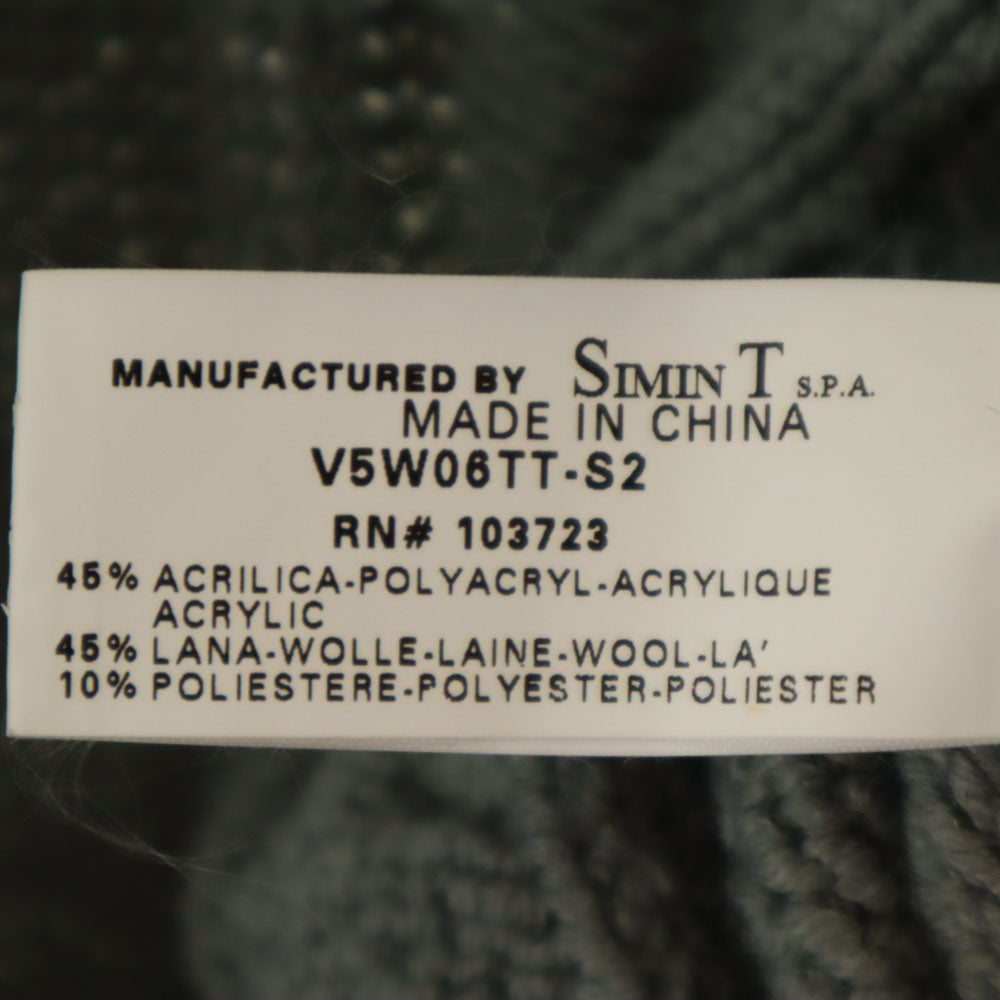 MANUFACTURED BY SIMIN T S.P.A.
MADE IN CHINA
V5W06TT-S2
RN# 103723
45% ACRILICA-POLYACRYL-ACRYLIQUE
ACRYLIC
45% LANA-WOLLE-LAINE-WOOL-LA'
10% POLIESTERE-POLYESTER-POLIESTER